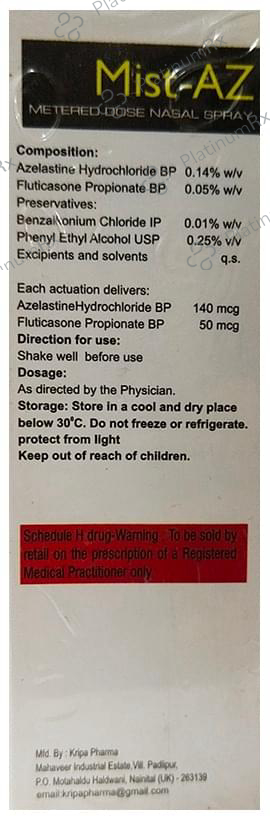 Mist-AZ
METERED DOSE NASAL SPRAY
Composition:
Azelastine Hydrochloride BP 0.14% w/v
Fluticasone Propionate BP 0.05% w/v
Preservatives:
Benzalkonium Chloride IP 0.01% w/v
Phenyl Ethyl Alcohol USP 0.25% v/v
Excipients and solvents q.s.
Each actuation delivers:
AzelastineHydrochloride BP 140 mcg
Fluticasone Propionate BP 50 mcg
Direction for use:
Shake well before use
Dosage:
As directed by the Physician.
Storage: Store in a cool and dry place
below 30°C. Do not freeze or refrigerate.
protect from light
Keep out of reach of children.
Schedule H drug-Warning : To be sold by
retail on the prescription of a Registered
Medical Practitioner only.
Mfd. By : Kripa Pharma
Mahaveer Industrial Estate,Vill. Padlipur,
P.O. Motahaldu Haldwani, Nainital (UK) - 263139
email:kripapharma@gmail.com
PlatinumRx